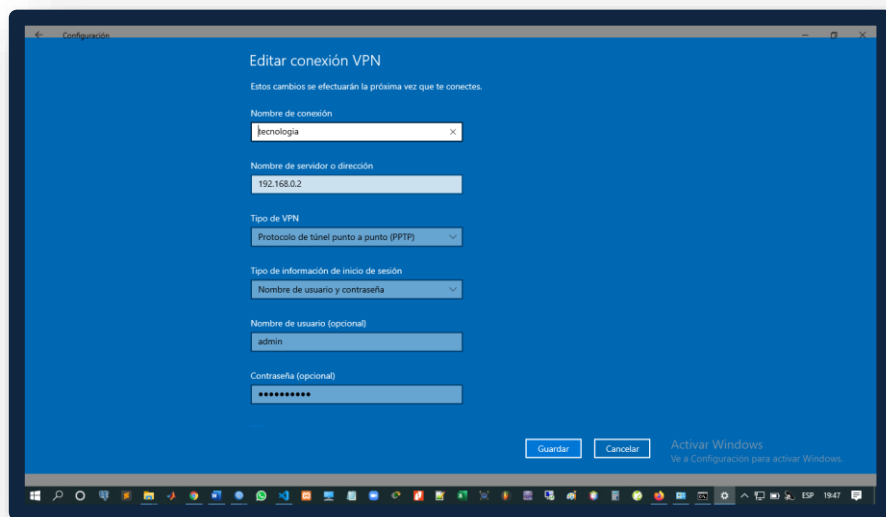 Configuración
Editar conexión VPN
Estos cambios se efectuarán la próxima vez que te conectes.
Nombre de conexión
tecnologia
Nombre de servidor o dirección
192.168.0.2
Tipo de VPN
Protocolo de túnel punto a punto (PPTP)
Tipo de información de inicio de sesión
Nombre de usuario y contraseña
Nombre de usuario (opcional)
admin
Contraseña (opcional)
••••••••••
Guardar Cancelar
Activar Windows
Ve a Configuración para activar Windows.
ESP 19:47